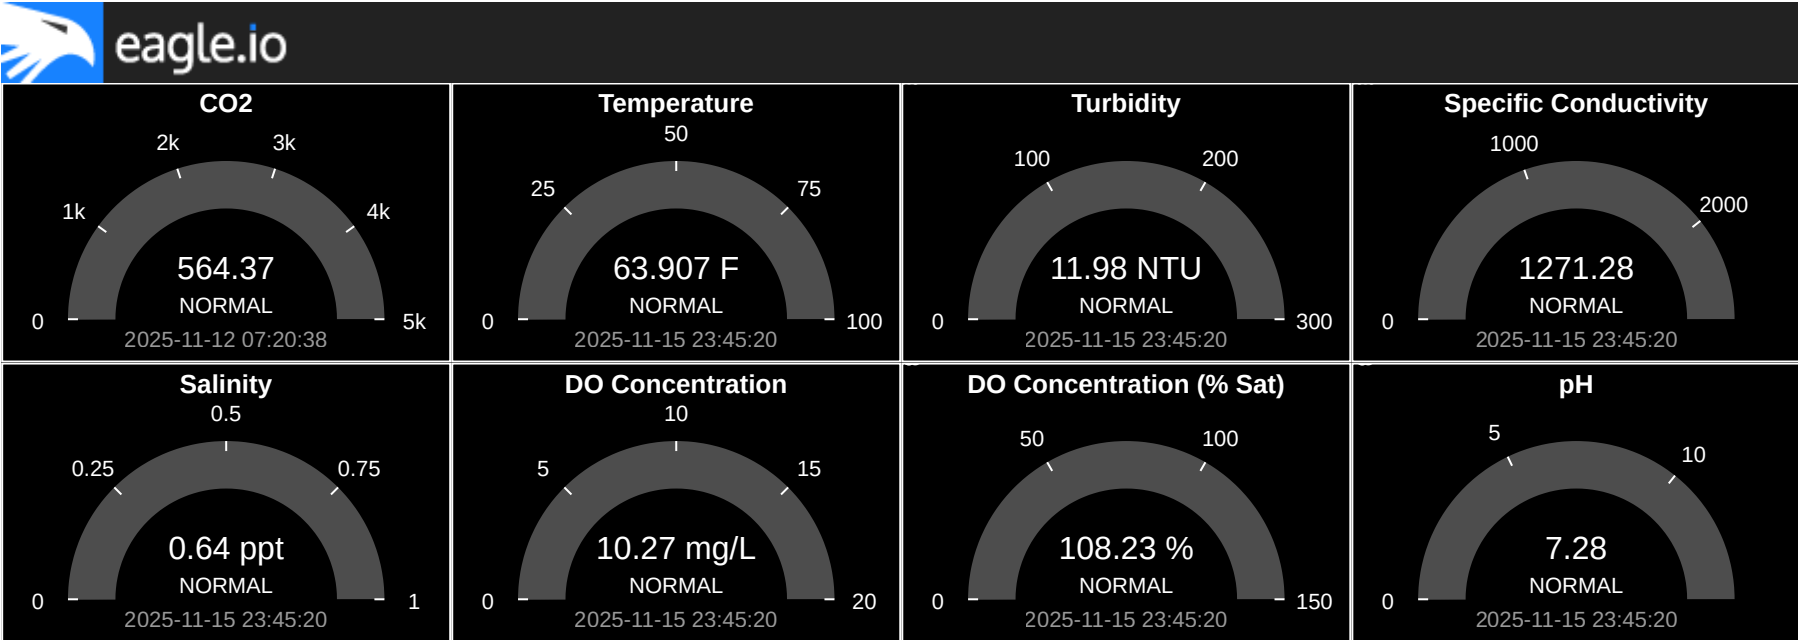 eagle.io
CO2
2k
3k
1k
4k
564.37
NORMAL
0
5k
2025-11-12 07:20:38
Temperature
50
25
75
63.907 F
NORMAL
0
100
2025-11-15 23:45:20
Turbidity
100
200
11.98 NTU
NORMAL
0
300
2025-11-15 23:45:20
Specific Conductivity
1000
2000
1271.28
NORMAL
0
2025-11-15 23:45:20
Salinity
0.5
0.25
0.75
0.64 ppt
NORMAL
0
1
2025-11-15 23:45:20
DO Concentration
10
5
15
10.27 mg/L
NORMAL
0
20
2025-11-15 23:45:20
DO Concentration (% Sat)
50
100
108.23 %
NORMAL
0
150
2025-11-15 23:45:20
pH
5
10
7.28
NORMAL
0
2025-11-15 23:45:20